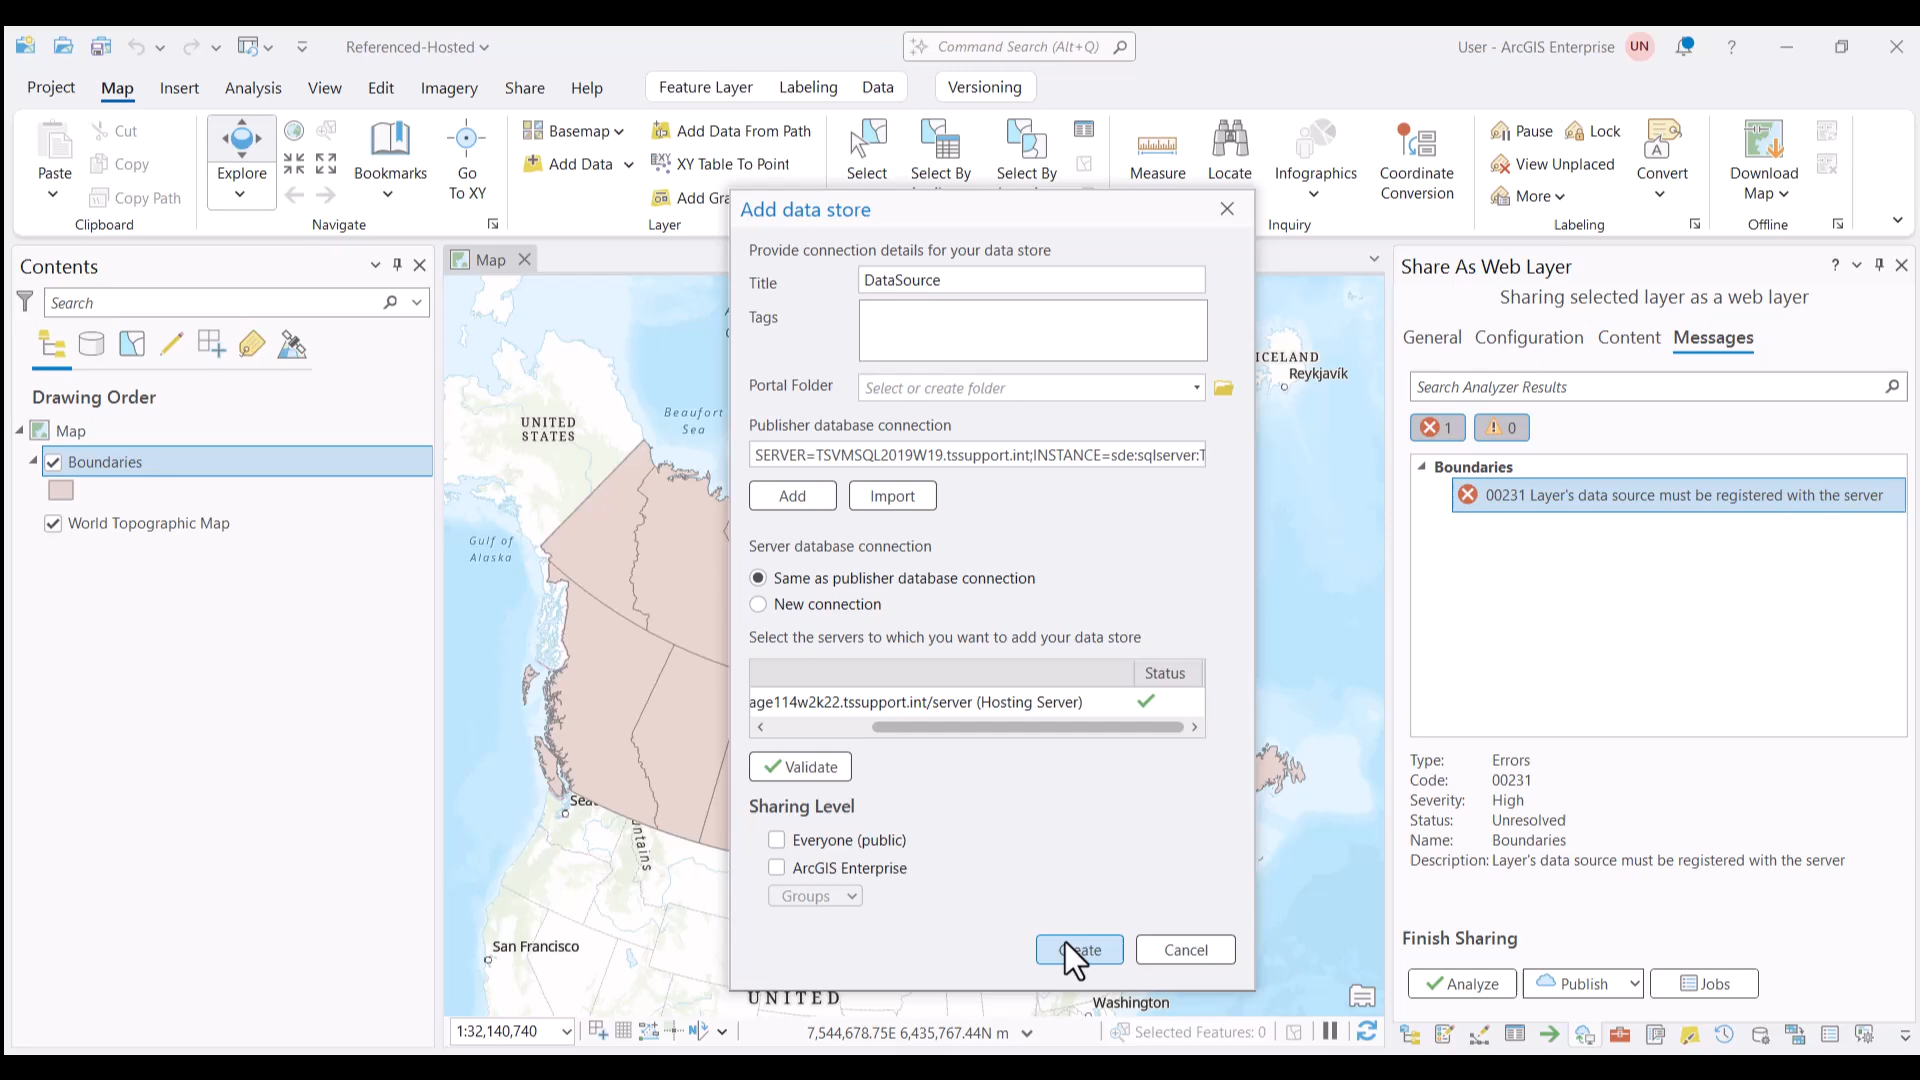 Referenced-Hosted
Command Search (Alt+Q)
User - ArcGIS Enterprise UN
?
Project Map Insert Analysis View Edit Imagery Share Help Feature Layer Labeling Data Versioning
Paste
Cut
Copy
Copy Path
Clipboard
Explore
Bookmarks
Go
To XY
Navigate
Basemap
Add Data
Add Data From Path
XY Table To Point
Add Gra
Layer
Select
Select By
Select By
Measure
Locate
Infographics
Coordinate
Conversion
Inquiry
Pause
Lock
View Unplaced
More
Convert
Labeling
Download
Map
Offline
Contents
Search
Drawing Order
Map
Boundaries
World Topographic Map
Map
UNITED
STATES
Beaufort
Sea
Gulf of
Alaska
ntains
San Francisco
UNITED
Washington
ICELAND
Reykjavík
Add data store
Provide connection details for your data store
Title DataSource
Tags
Portal Folder Select or create folder
Publisher database connection
SERVER=TSVMSQL2019W19.tssupport.int;INSTANCE=sde:sqlserver:T
Add Import
Server database connection
Same as publisher database connection
New connection
Select the servers to which you want to add your data store
Status
age114w2k22.tssupport.int/server (Hosting Server)
Validate
Sharing Level
Everyone (public)
ArcGIS Enterprise
Groups
Cancel
Share As Web Layer
?
Sharing selected layer as a web layer
General Configuration Content Messages
Search Analyzer Results
1 0
Boundaries
00231 Layer's data source must be registered with the server
Type: Errors
Code: 00231
Severity: High
Status: Unresolved
Name: Boundaries
Description: Layer's data source must be registered with the server
Finish Sharing
Analyze Publish Jobs
1:32,140,740
7,544,678.75E 6,435,767.44N m
Selected Features: 0